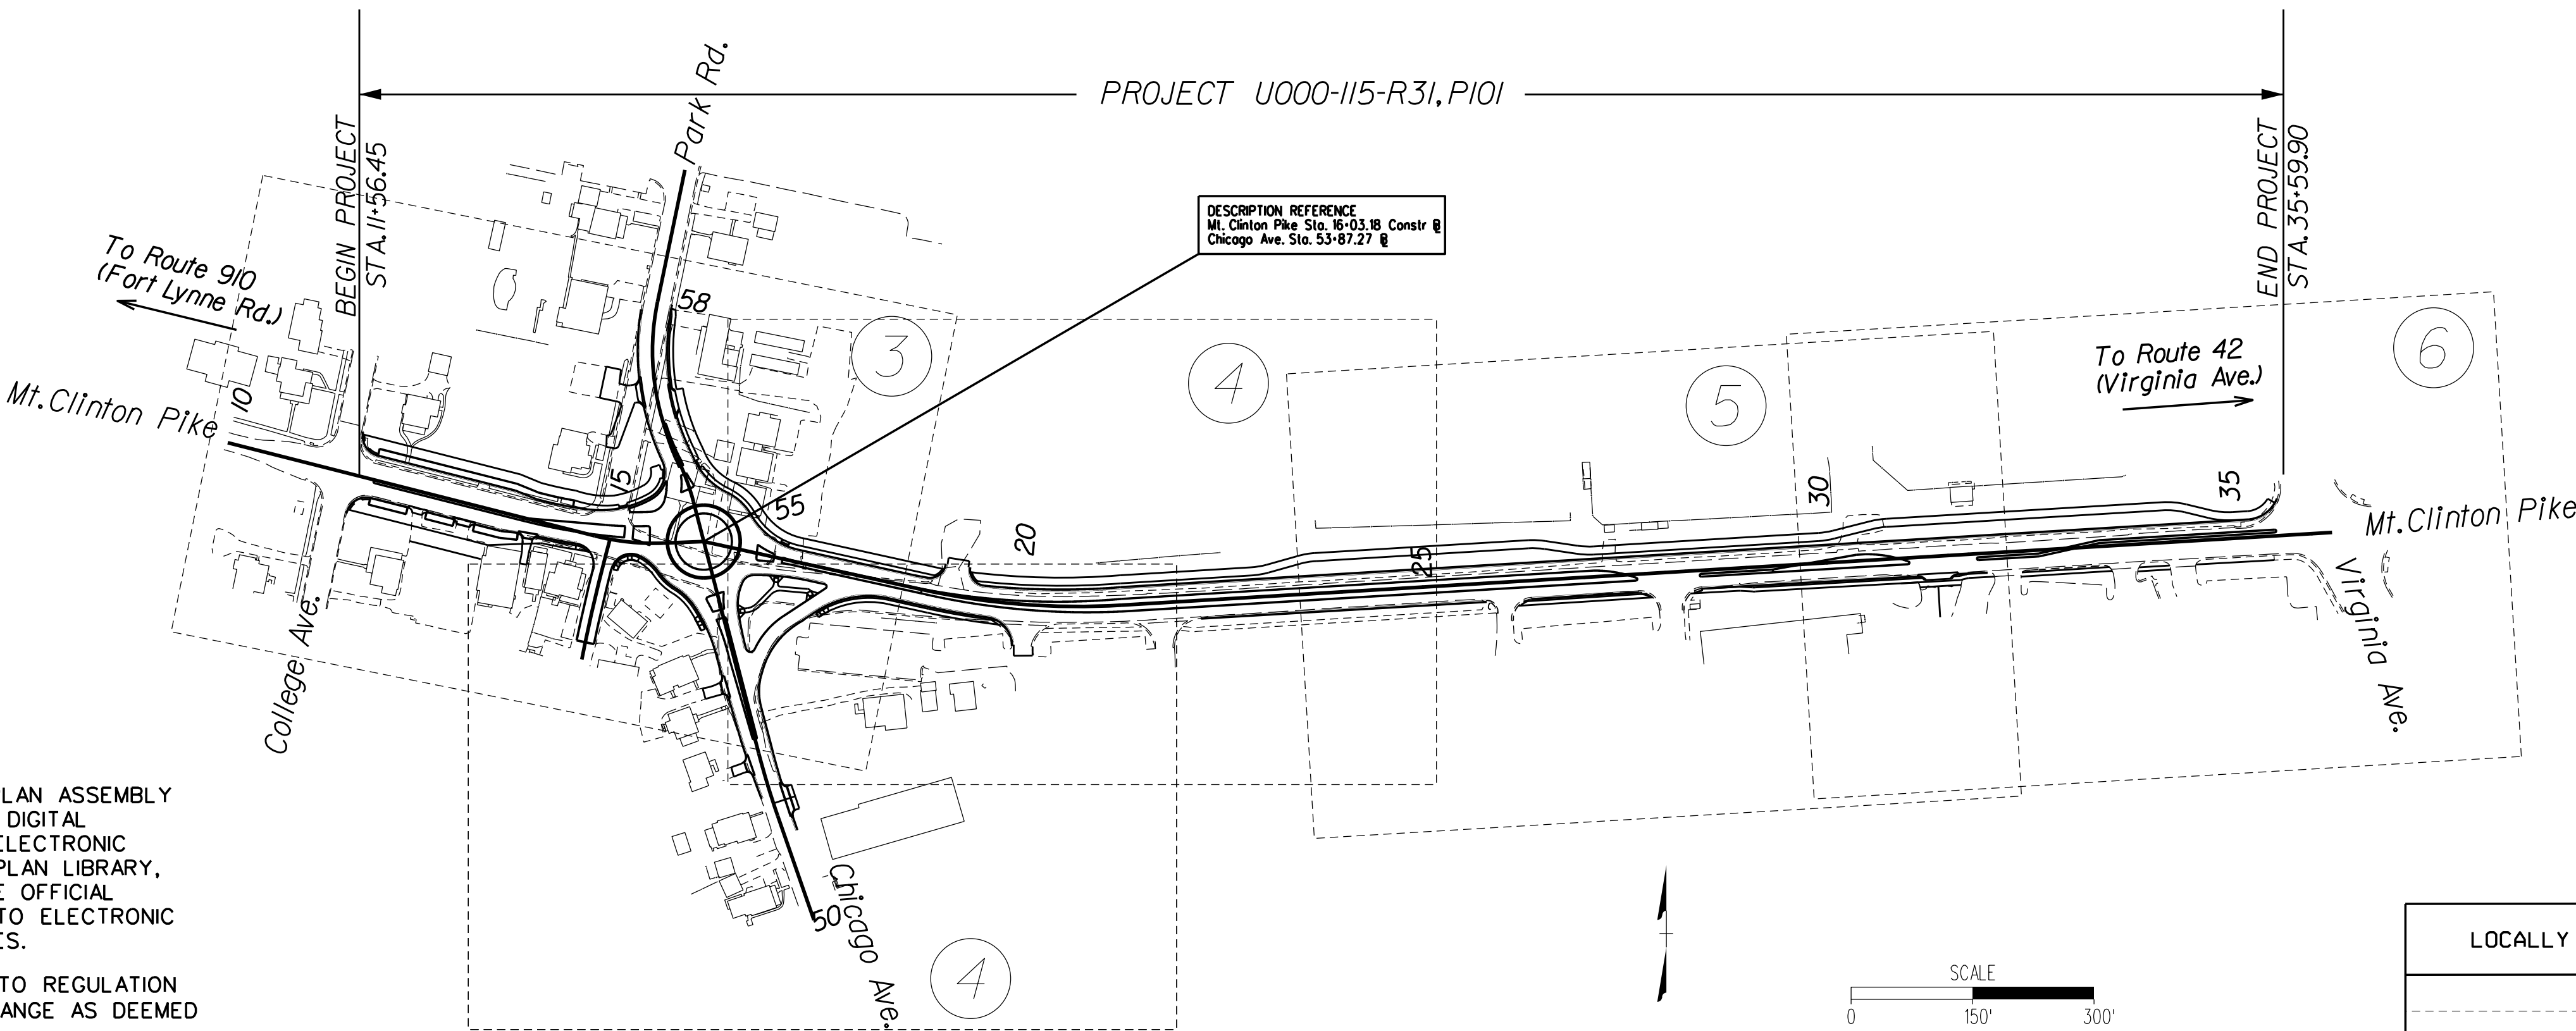 PROJECT U000-115-R31, P101
BEGIN PROJECT
STA. 11+56.45
END PROJECT
STA. 35+59.90
Park Rd.
DESCRIPTION REFERENCE
Mt. Clinton Pike Sta. 16+03.18 Constr ℄
Chicago Ave. Sta. 53+87.27 ℄
To Route 910
(Fort Lynne Rd.)
To Route 42
(Virginia Ave.)
58
3
4
5
6
10
Mt. Clinton Pike
15
55
20
25
30
35
Mt. Clinton Pike
College Ave.
Virginia Ave.
Chicago Ave.
50
4
PLAN ASSEMBLY
DIGITAL
ELECTRONIC
PLAN LIBRARY,
OFFICIAL
TO ELECTRONIC
TO REGULATION
AS DEEMED
SCALE
0 150' 300'
LOCALLY